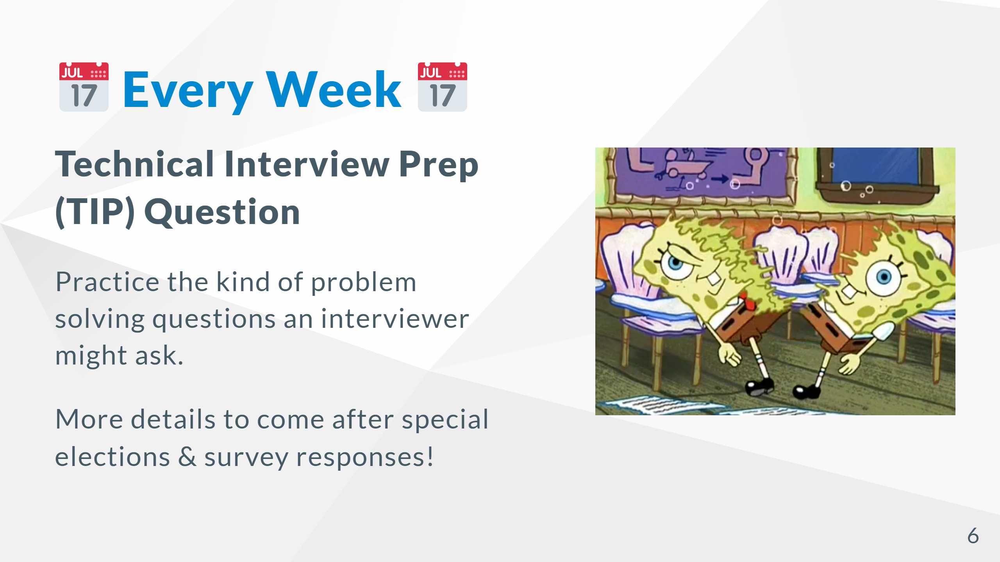 JUL 17 Every Week JUL 17
Technical Interview Prep
(TIP) Question
Practice the kind of problem
solving questions an interviewer
might ask.
More details to come after special
elections & survey responses!
6